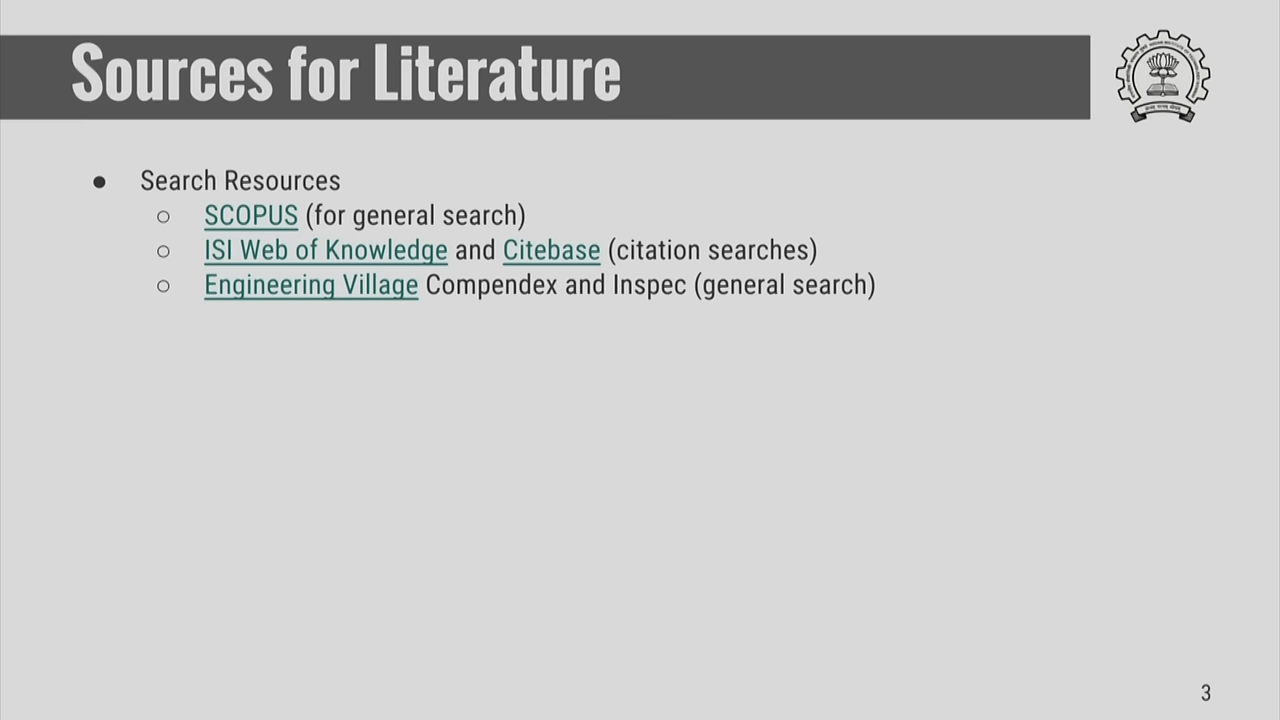 Sources for Literature
● Search Resources
○ SCOPUS (for general search)
○ ISI Web of Knowledge and Citebase (citation searches)
○ Engineering Village Compendex and Inspec (general search)
3